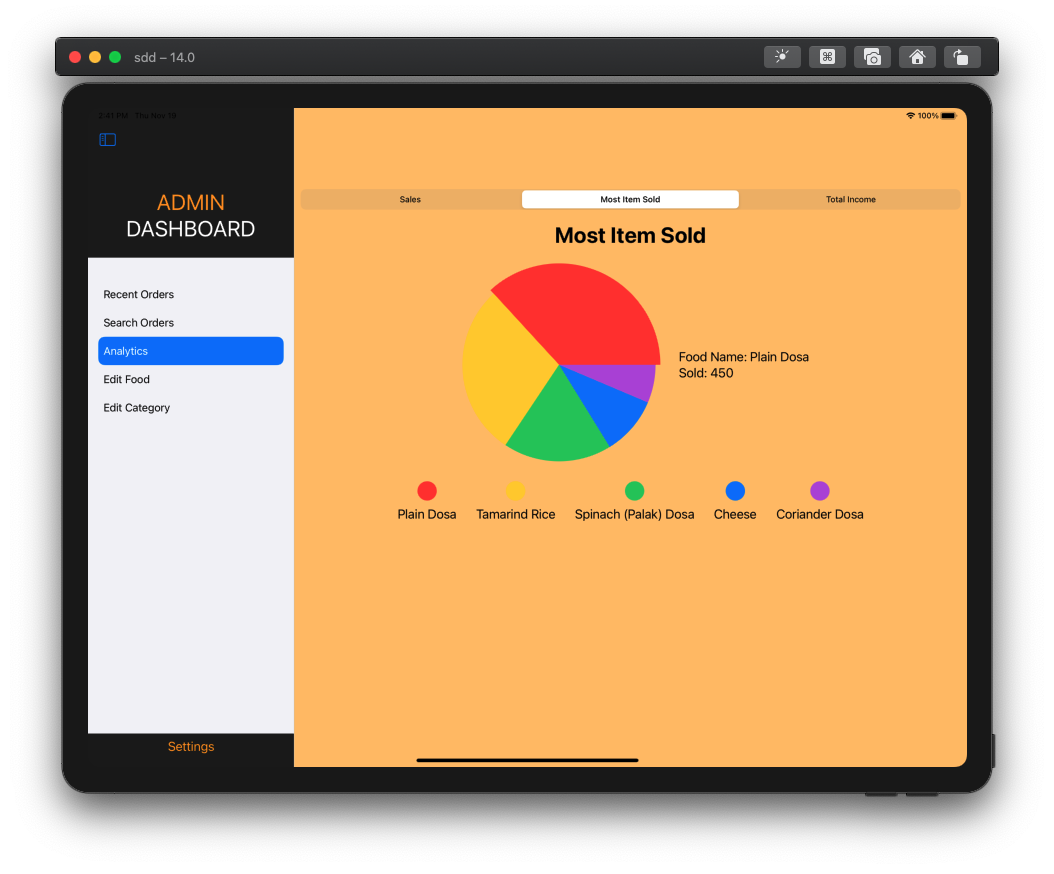 sdd – 14.0
2:41 PM Thu Nov 19
100%
ADMIN
DASHBOARD
Sales
Most Item Sold
Total Income
Most Item Sold
Recent Orders
Search Orders
Analytics
Edit Food
Edit Category
Food Name: Plain Dosa
Sold: 450
Plain Dosa
Tamarind Rice
Spinach (Palak) Dosa
Cheese
Coriander Dosa
Settings